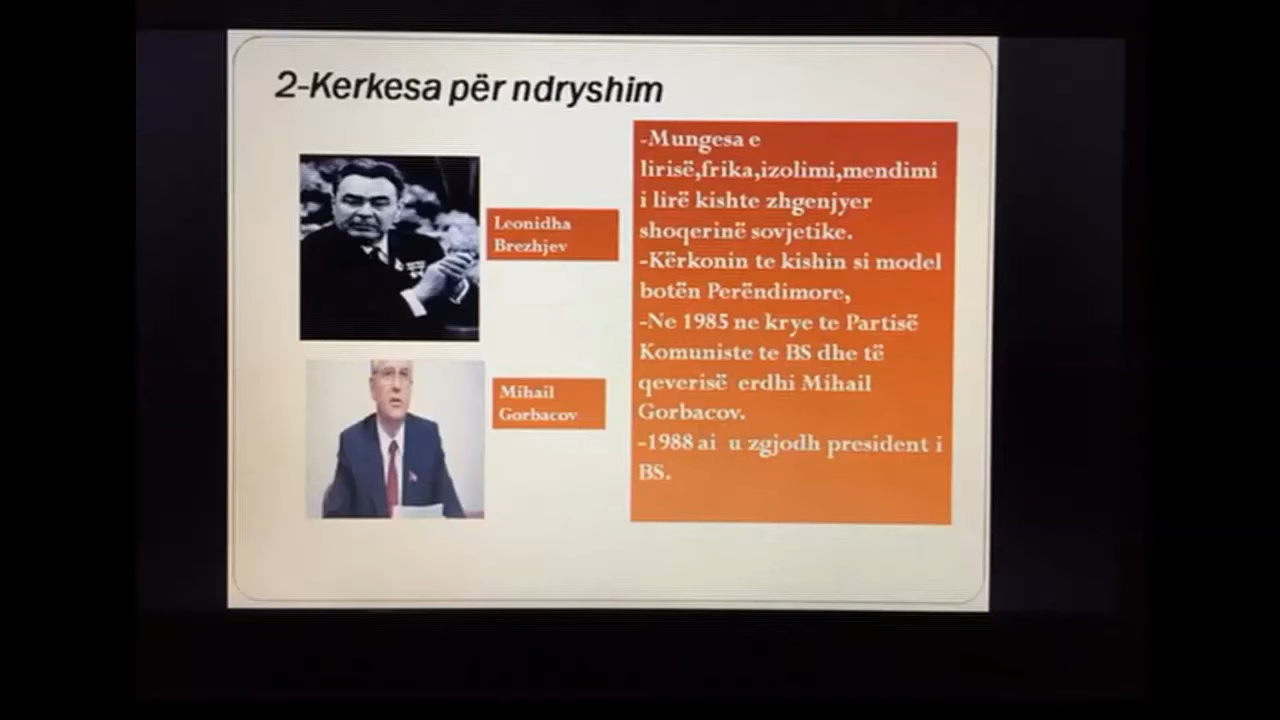 2-Kerkesa për ndryshim
Leonidha
Brezhjev
Mihail
Gorbacov
-Mungesa e
lirisë,frika,izolimi,mendimi
i lirë kishte zhgenjyer
shoqerinë sovjetike.
-Kërkonin te kishin si model
botën Perëndimore,
-Ne 1985 ne krye te Partisë
Komuniste te BS dhe të
qeverisë erdhi Mihail
Gorbacov.
-1988 ai u zgjodh president i
BS.